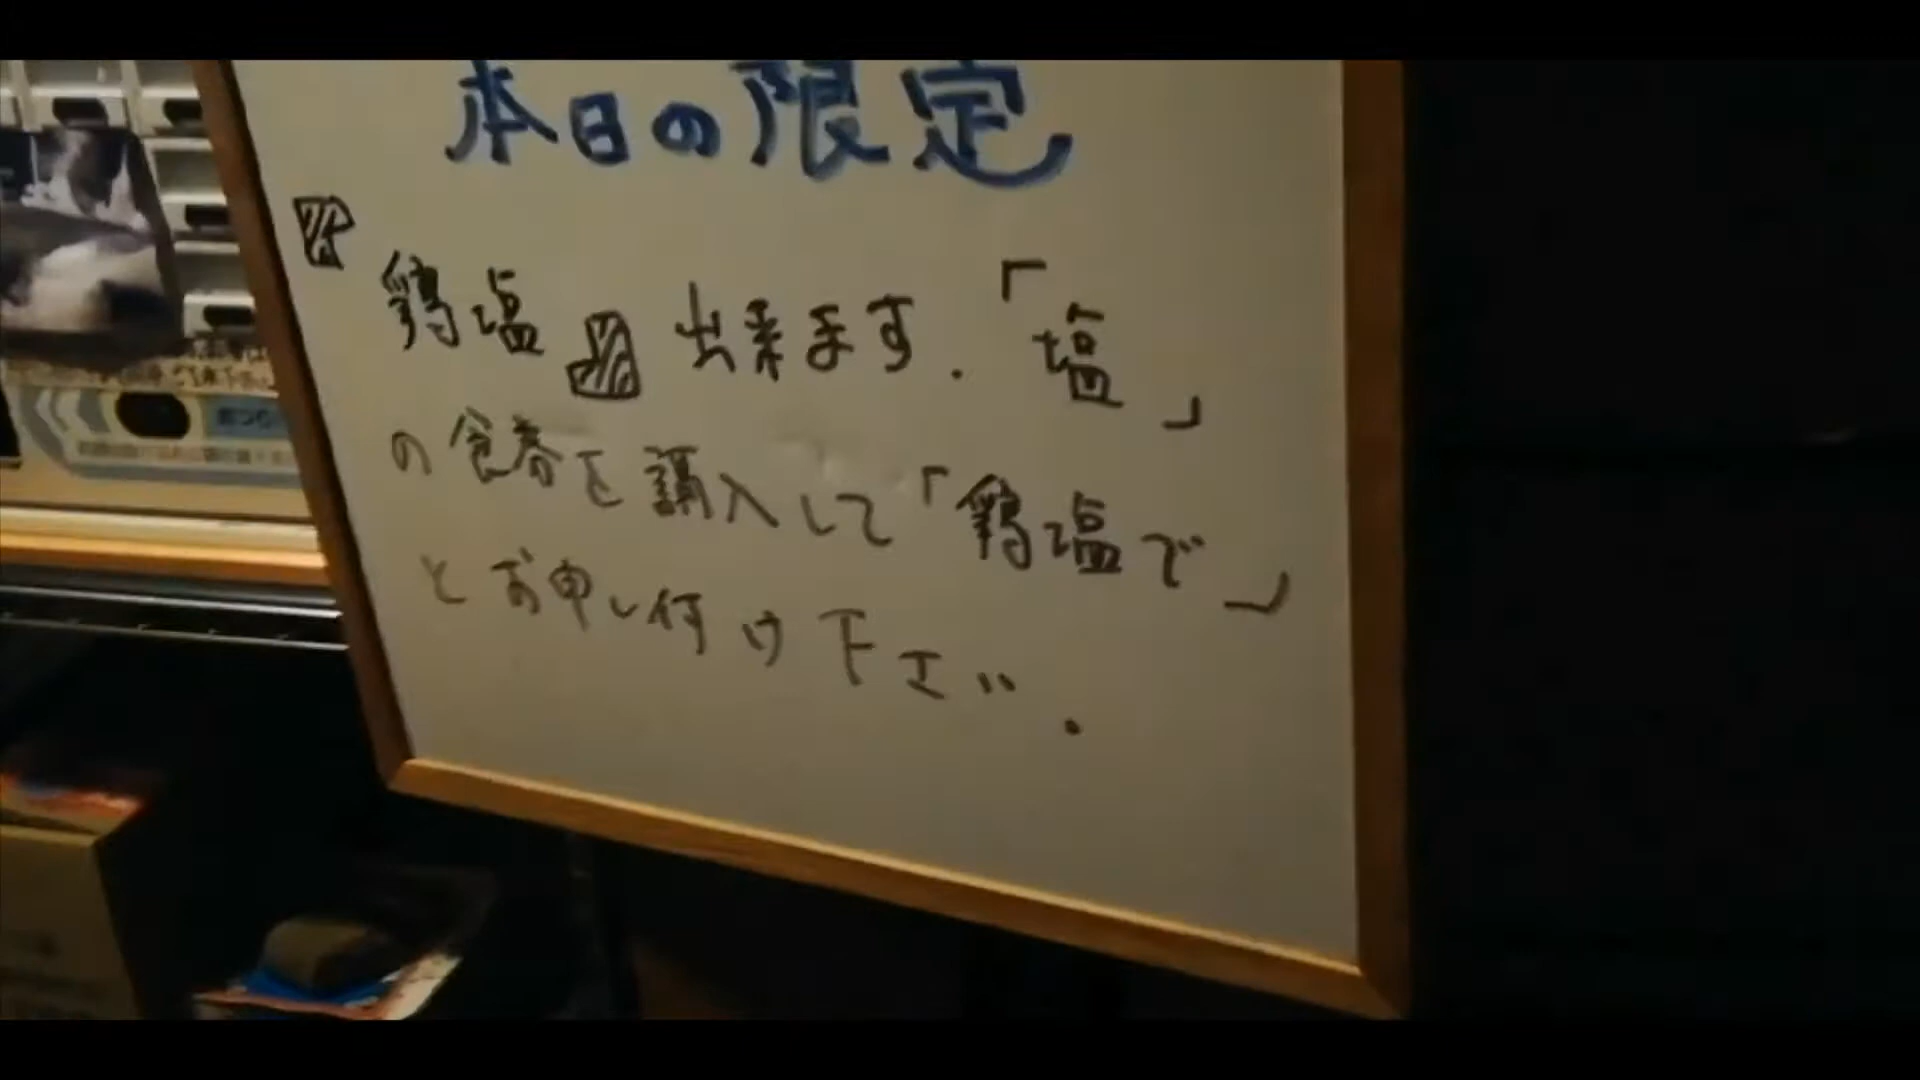 本日の限定
『鶏塩』出来ます.「塩」
の食券を購入して「鶏塩で」
とお申し付け下さい.